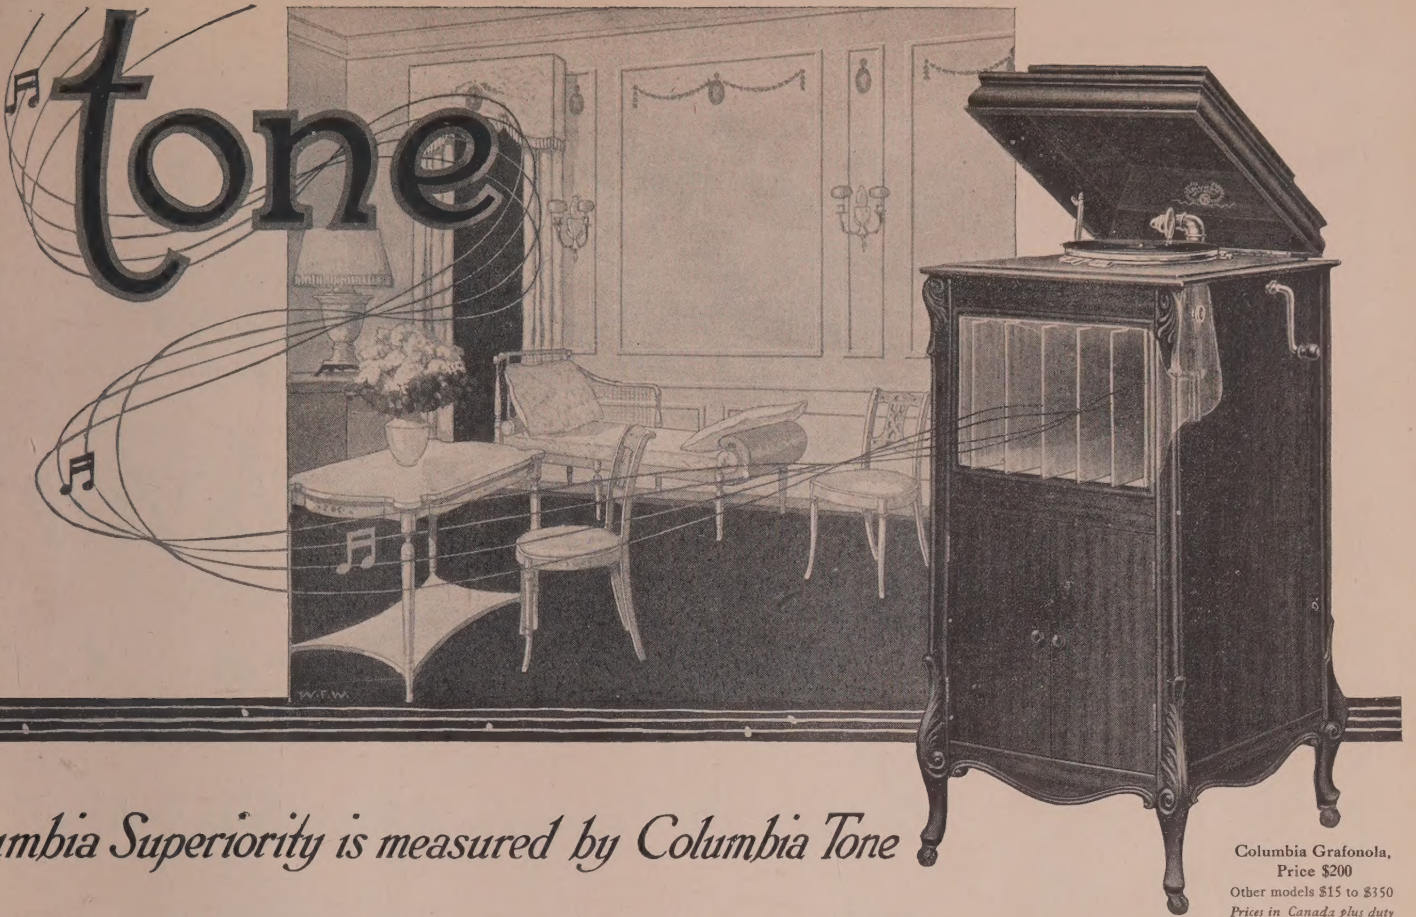 tone
W.F.W.
umbia Superiority is measured by Columbia Tone
Columbia Grafonola,
Price $200
Other models $15 to $350
Prices in Canada plus duty